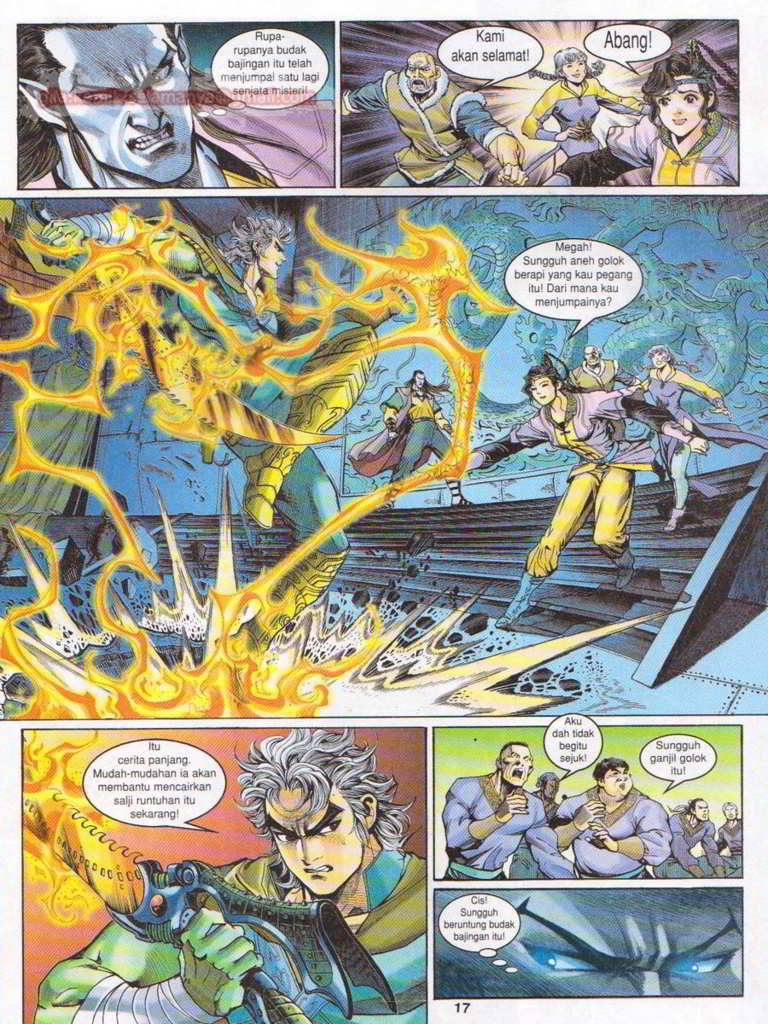 Rupa-
rupanya budak
bajingan itu telah
menjumpai satu lagi
senjata misteri!
Kami
akan selamat!
Abang!
Megah!
Sungguh aneh golok
berapi yang kau pegang
itu! Dari mana kau
menjumpainya?
Itu
cerita panjang.
Mudah-mudahan ia akan
membantu mencairkan
salji runtuhan itu
sekarang!
Aku
dah tidak
begitu
sejuk!
Sungguh
ganjil golok
itu!
Cis!
Sungguh
beruntung budak
bajingan itu!
17